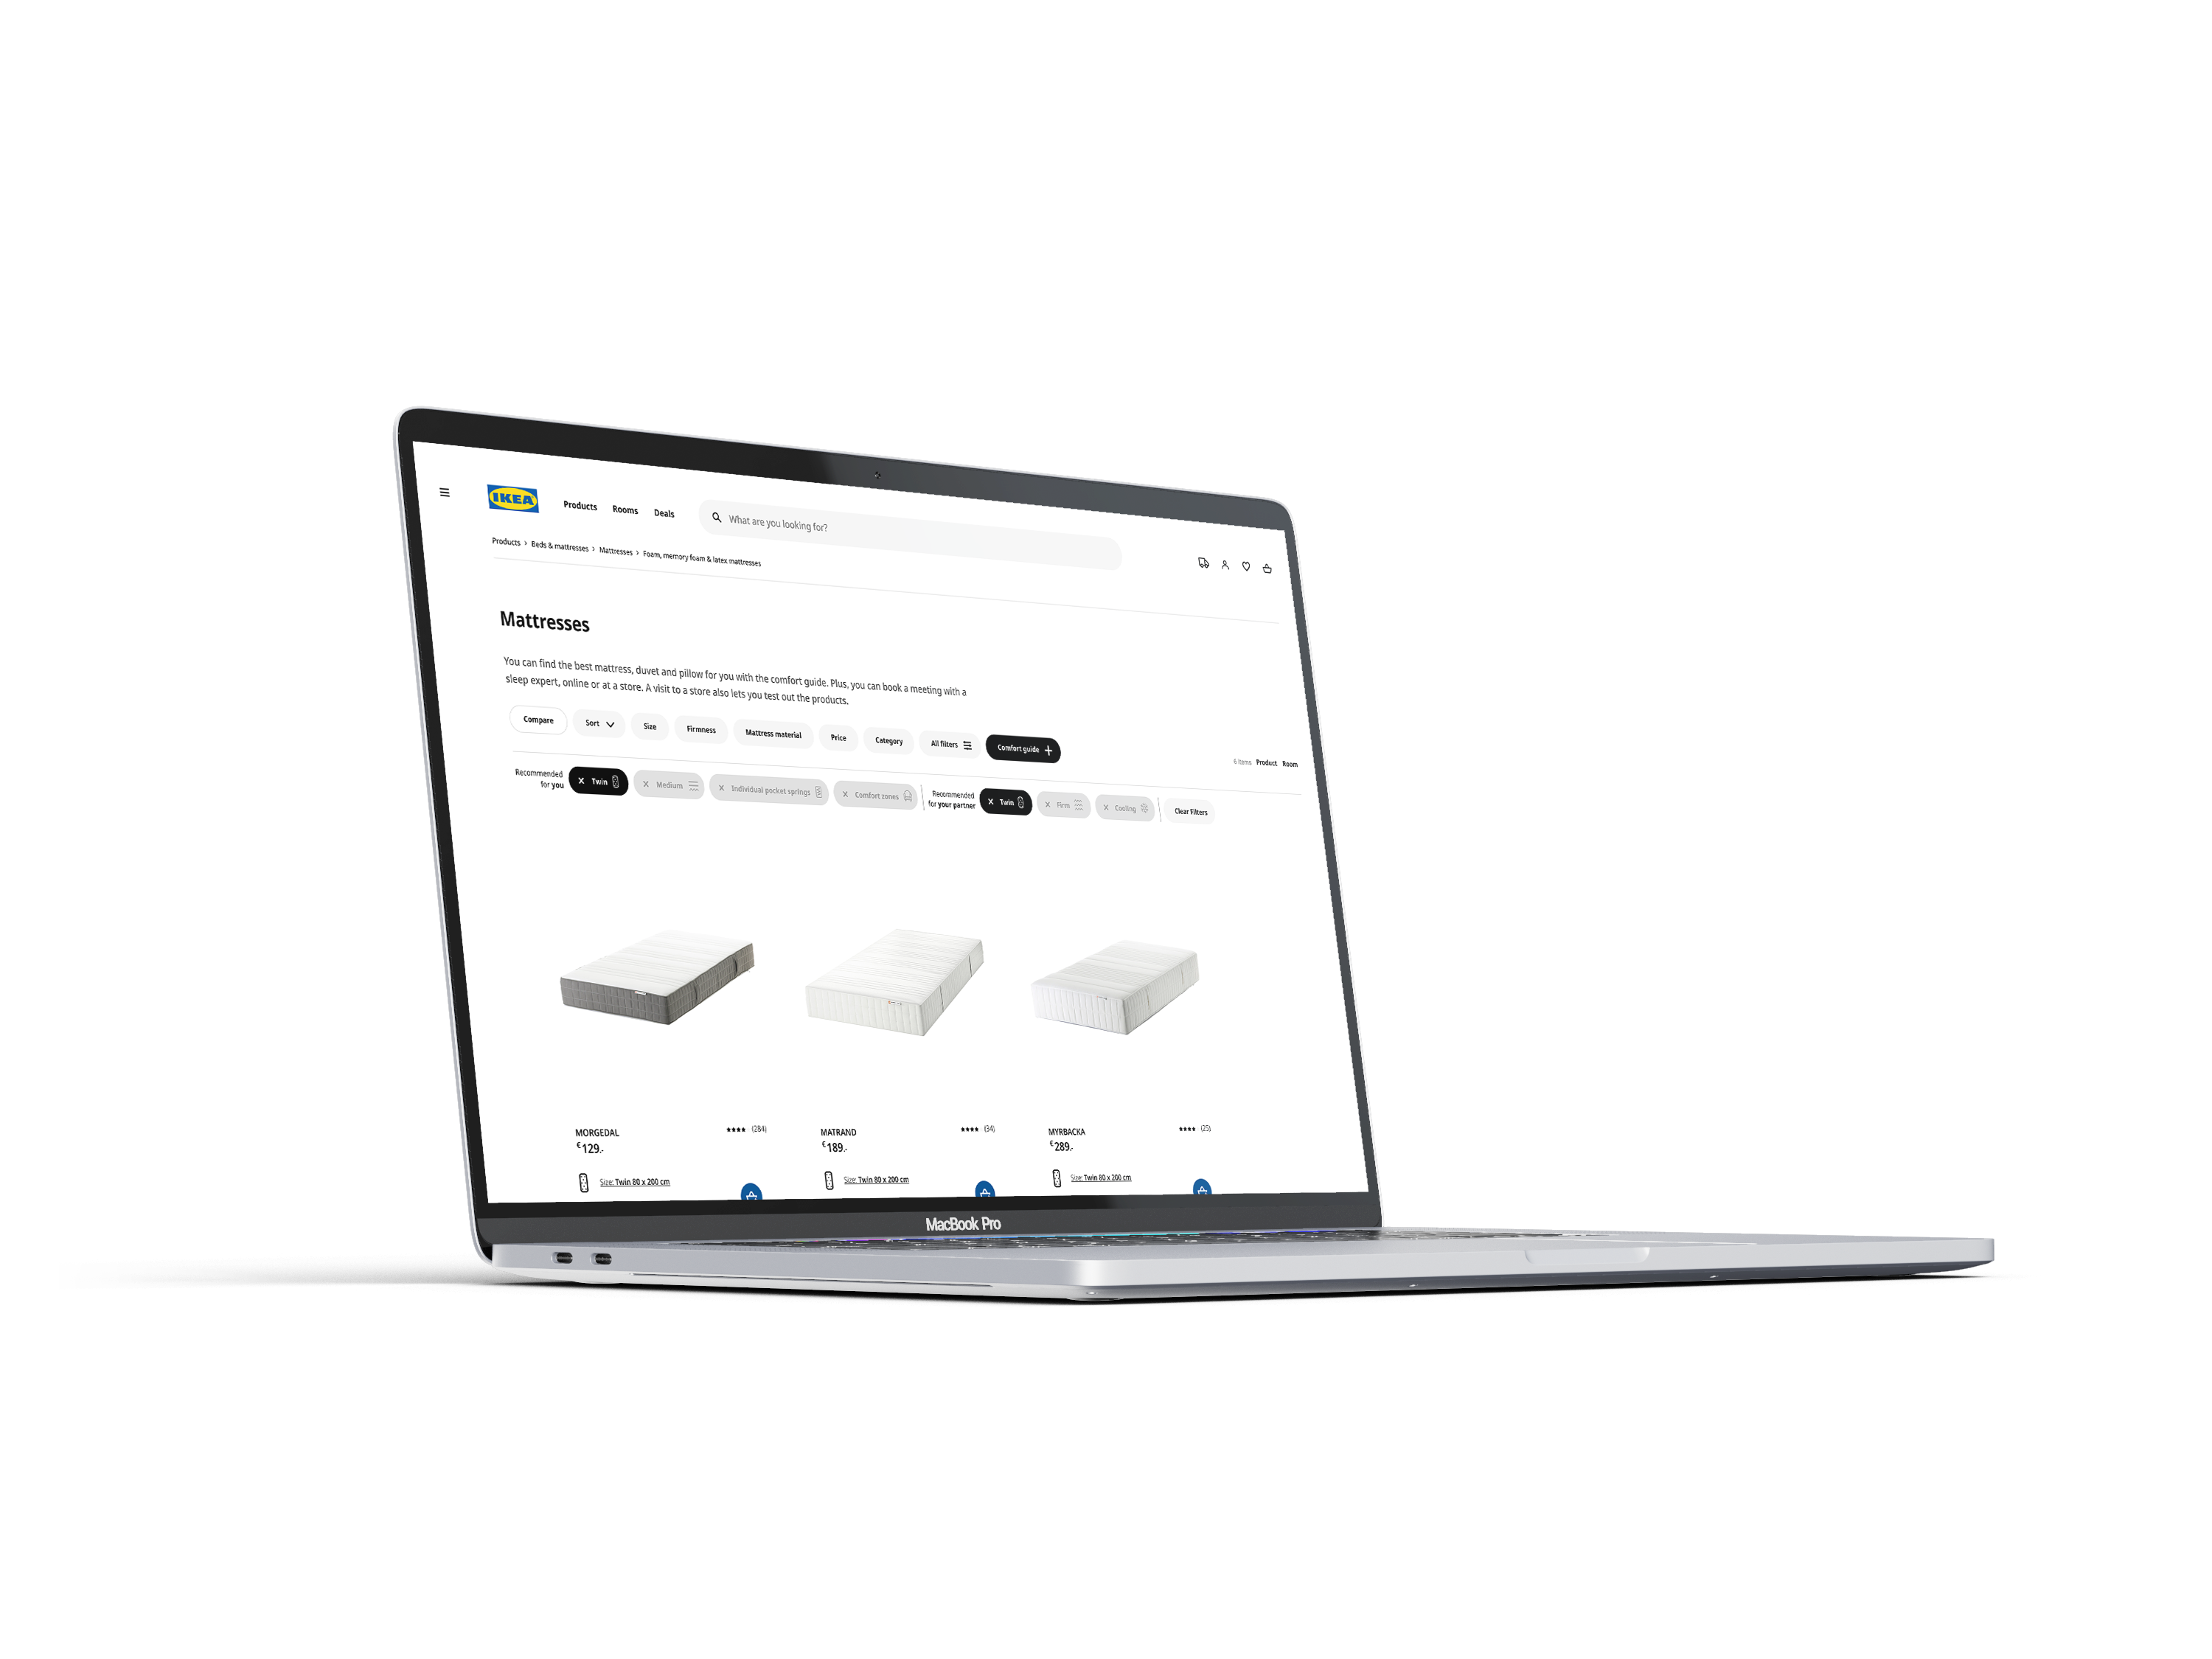 IKEA
Products Rooms Deals
What are you looking for?
Products > Beds & mattresses > Mattresses > Foam, memory foam & latex mattresses
Mattresses
You can find the best mattress, duvet and pillow for you with the comfort guide. Plus, you can book a meeting with a
sleep expert, online or at a store. A visit to a store also lets you test out the products.
Compare Sort Size Firmness Mattress material Price Category All filters Comfort guide +
6 items Product Room
Recommended
for you
× Twin × Medium × Individual pocket springs × Comfort zones
Recommended
for your partner
× Twin × Firm × Cooling Clear Filters
MORGEDAL (284)
€129.-
Size: Twin 80 x 200 cm
MATRAND (34)
€189.-
Size: Twin 80 x 200 cm
MYRBACKA (25)
€289.-
Size: Twin 80 x 200 cm
MacBook Pro